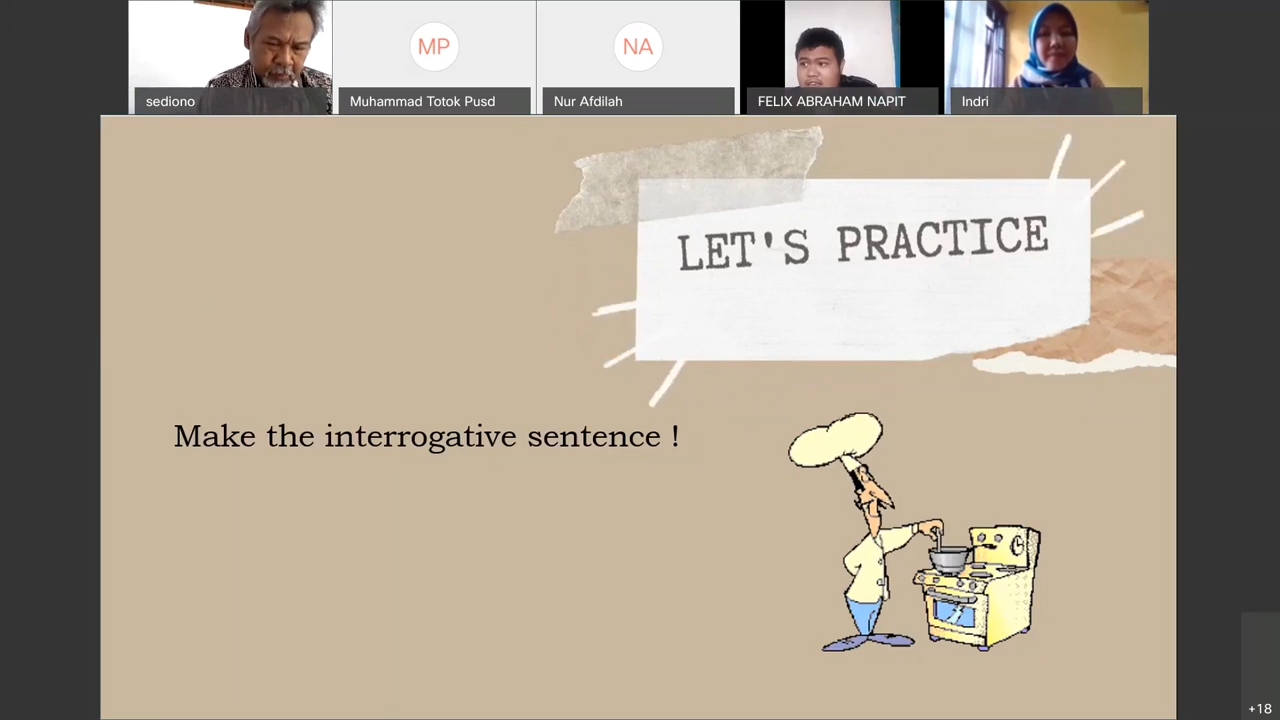 MP
NA
sediono
Muhammad Totok Pusd
Nur Afdilah
FELIX ABRAHAM NAPIT
Indri
LET'S PRACTICE
Make the interrogative sentence !
+18